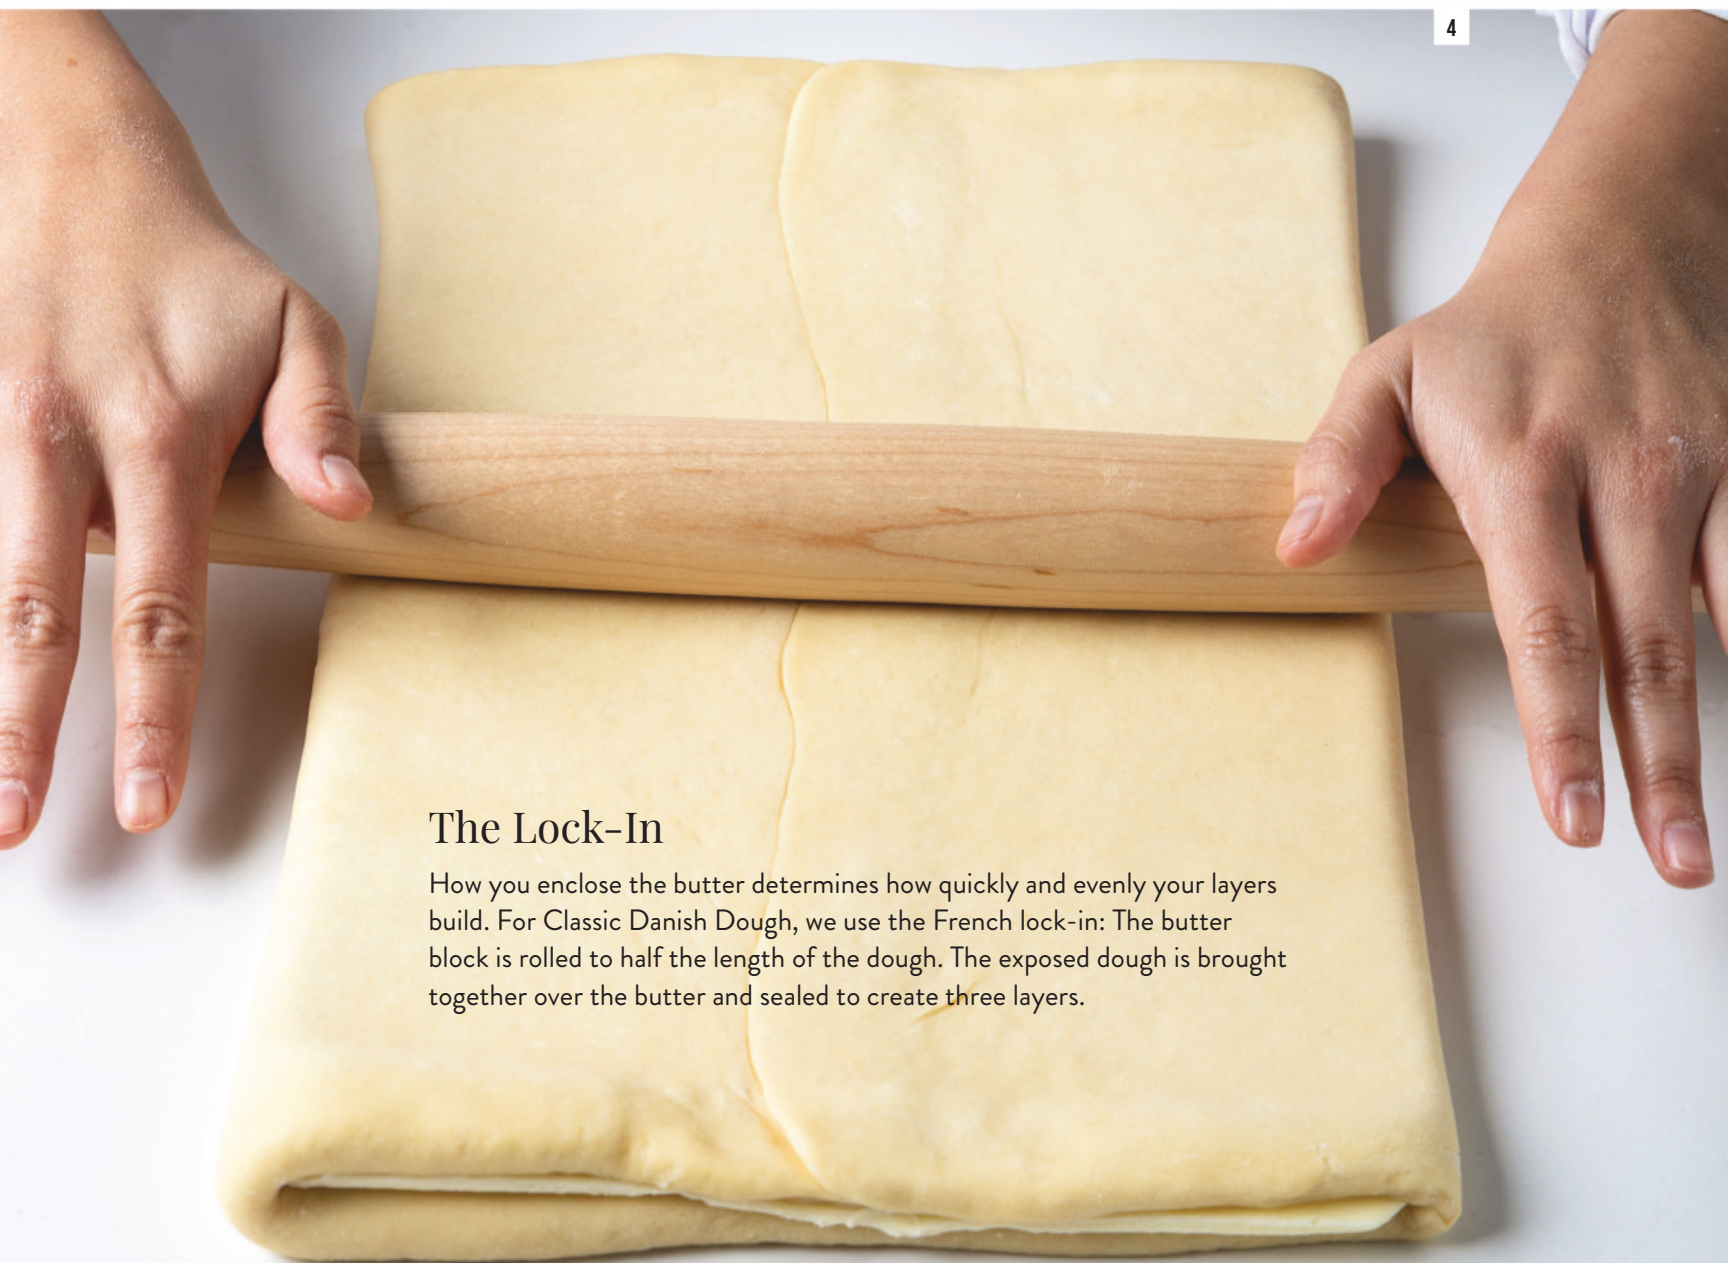 4
The Lock-In
How you enclose the butter determines how quickly and evenly your layers
build. For Classic Danish Dough, we use the French lock-in: The butter
block is rolled to half the length of the dough. The exposed dough is brought
together over the butter and sealed to create three layers.